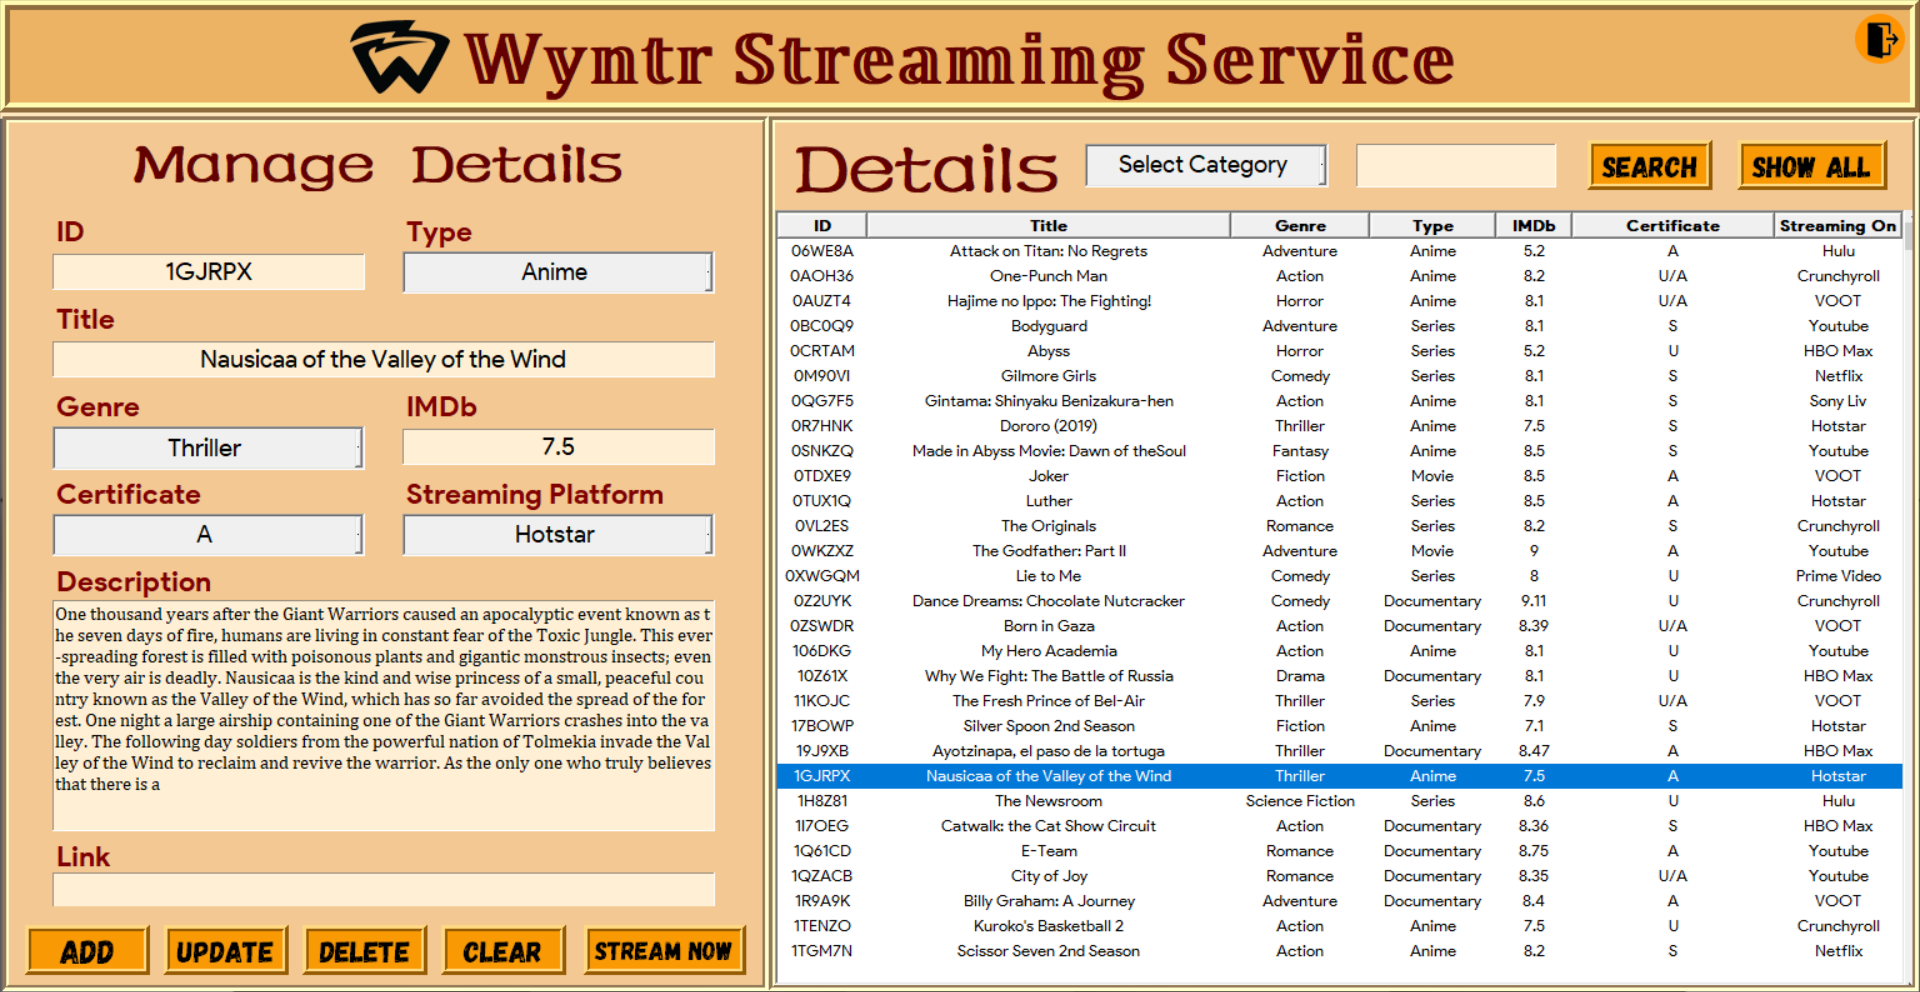 Wyntr Streaming Service
Manage Details
ID
Type
1GJRPX
Anime
Title
Nausicaa of the Valley of the Wind
Genre
IMDb
Thriller
7.5
Certificate
Streaming Platform
A
Hotstar
Description
One thousand years after the Giant Warriors caused an apocalyptic event known as t
he seven days of fire, humans are living in constant fear of the Toxic Jungle. This ever
-spreading forest is filled with poisonous plants and gigantic monstrous insects; even
the very air is deadly. Nausicaa is the kind and wise princess of a small, peaceful cou
ntry known as the Valley of the Wind, which has so far avoided the spread of the for
est. One night a large airship containing one of the Giant Warriors crashes into the va
lley. The following day soldiers from the powerful nation of Tolmekia invade the Val
ley of the Wind to reclaim and revive the warrior. As the only one who truly believes
that there is a
Link
ADD UPDATE DELETE CLEAR STREAM NOW
Details Select Category SEARCH SHOW ALL
ID Title Genre Type IMDb Certificate Streaming On
06WE8A Attack on Titan: No Regrets Adventure Anime 5.2 A Hulu
0AOH36 One-Punch Man Action Anime 8.2 U/A Crunchyroll
0AUZT4 Hajime no Ippo: The Fighting! Horror Anime 8.1 U/A VOOT
0BC0Q9 Bodyguard Adventure Series 8.1 S Youtube
0CRTAM Abyss Horror Series 5.2 U HBO Max
0M90VI Gilmore Girls Comedy Series 8.1 S Netflix
0QG7F5 Gintama: Shinyaku Benizakura-hen Action Anime 8.1 S Sony Liv
0R7HNK Dororo (2019) Thriller Anime 7.5 S Hotstar
0SNKZQ Made in Abyss Movie: Dawn of theSoul Fantasy Anime 8.5 S Youtube
0TDXE9 Joker Fiction Movie 8.5 A VOOT
0TUX1Q Luther Action Series 8.5 A Hotstar
0VL2ES The Originals Romance Series 8.2 S Crunchyroll
0WKZXZ The Godfather: Part II Adventure Movie 9 A Youtube
0XWGQM Lie to Me Comedy Series 8 U Prime Video
0Z2UYK Dance Dreams: Chocolate Nutcracker Comedy Documentary 9.11 U Crunchyroll
0ZSWDR Born in Gaza Action Documentary 8.39 U/A VOOT
106DKG My Hero Academia Action Anime 8.1 U Youtube
10Z61X Why We Fight: The Battle of Russia Drama Documentary 8.1 U HBO Max
11KOJC The Fresh Prince of Bel-Air Thriller Series 7.9 U/A VOOT
17BOWP Silver Spoon 2nd Season Fiction Anime 7.1 S Hotstar
19J9XB Ayotzinapa, el paso de la tortuga Thriller Documentary 8.47 A HBO Max
1GJRPX Nausicaa of the Valley of the Wind Thriller Anime 7.5 A Hotstar
1H8Z81 The Newsroom Science Fiction Series 8.6 U Hulu
1I7OEG Catwalk: the Cat Show Circuit Action Documentary 8.36 S HBO Max
1Q61CD E-Team Romance Documentary 8.75 A Youtube
1QZACB City of Joy Romance Documentary 8.35 U/A Youtube
1R9A9K Billy Graham: A Journey Adventure Documentary 8.4 A VOOT
1TENZO Kuroko's Basketball 2 Action Anime 7.5 U Crunchyroll
1TGM7N Scissor Seven 2nd Season Action Anime 8.2 S Netflix